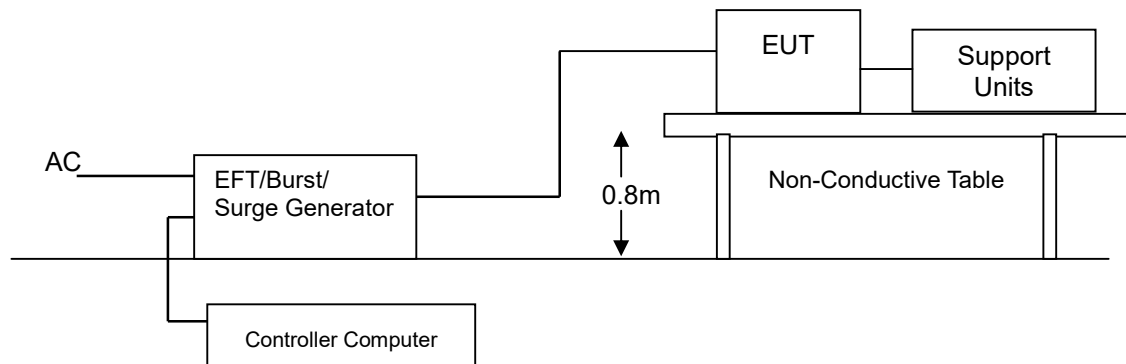 EUT
Support
Units
AC
EFT/Burst/
Surge Generator
0.8m
Non-Conductive Table
Controller Computer